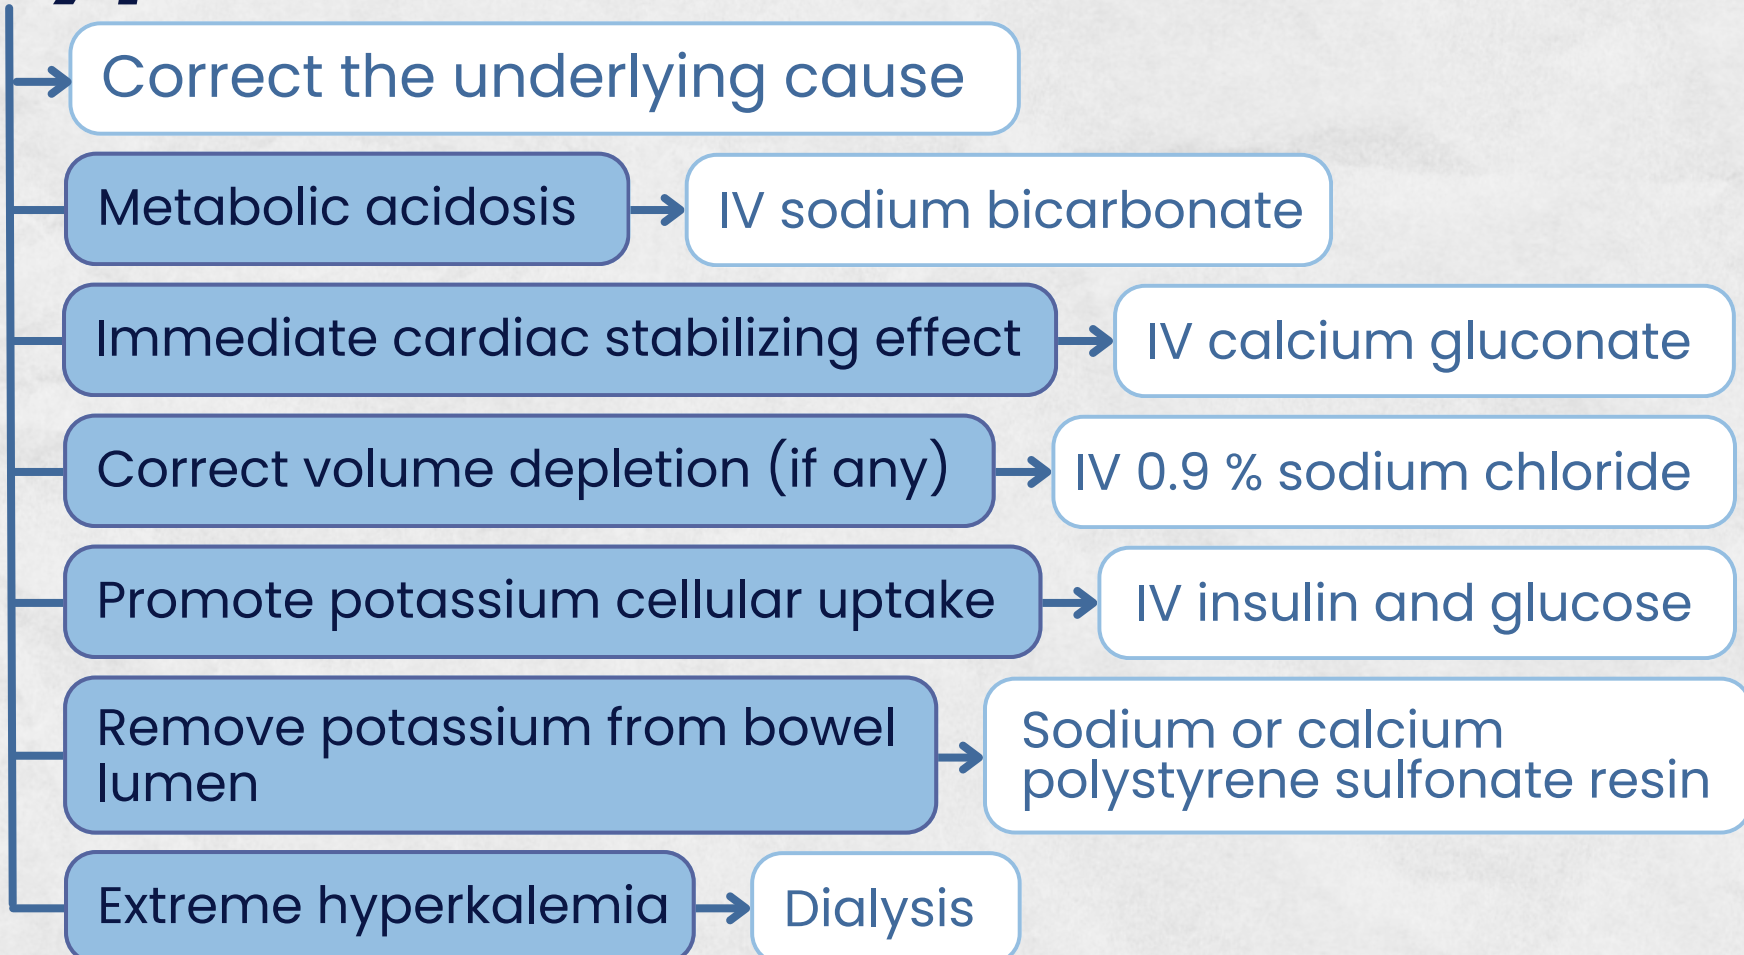 Correct the underlying cause
Metabolic acidosis
IV sodium bicarbonate
Immediate cardiac stabilizing effect
IV calcium gluconate
Correct volume depletion (if any)
IV 0.9 % sodium chloride
Promote potassium cellular uptake
IV insulin and glucose
Remove potassium from bowel
lumen
Sodium or calcium
polystyrene sulfonate resin
Extreme hyperkalemia
Dialysis